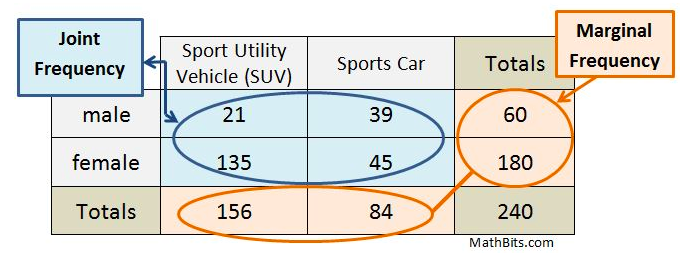 Joint
Frequency
Marginal
Frequency
Sport Utility
Vehicle (SUV)
Sports Car
Totals
male
21
39
60
female
135
45
180
Totals
156
84
240
MathBits.com